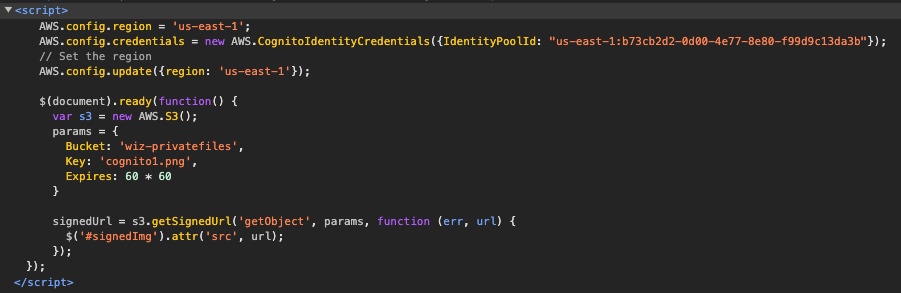 <script>
AWS.config.region = 'us-east-1';
AWS.config.credentials = new AWS.CognitoIdentityCredentials({IdentityPoolId: "us-east-1:b73cb2d2-0d00-4e77-8e80-f99d9c13da3b"});
// Set the region
AWS.config.update({region: 'us-east-1'});
$(document).ready(function() {
var s3 = new AWS.S3();
params = {
Bucket: 'wiz-privatefiles',
Key: 'cognito1.png',
Expires: 60 * 60
}
signedUrl = s3.getSignedUrl('getObject', params, function (err, url) {
$('#signedImg').attr('src', url);
});
});
</script>